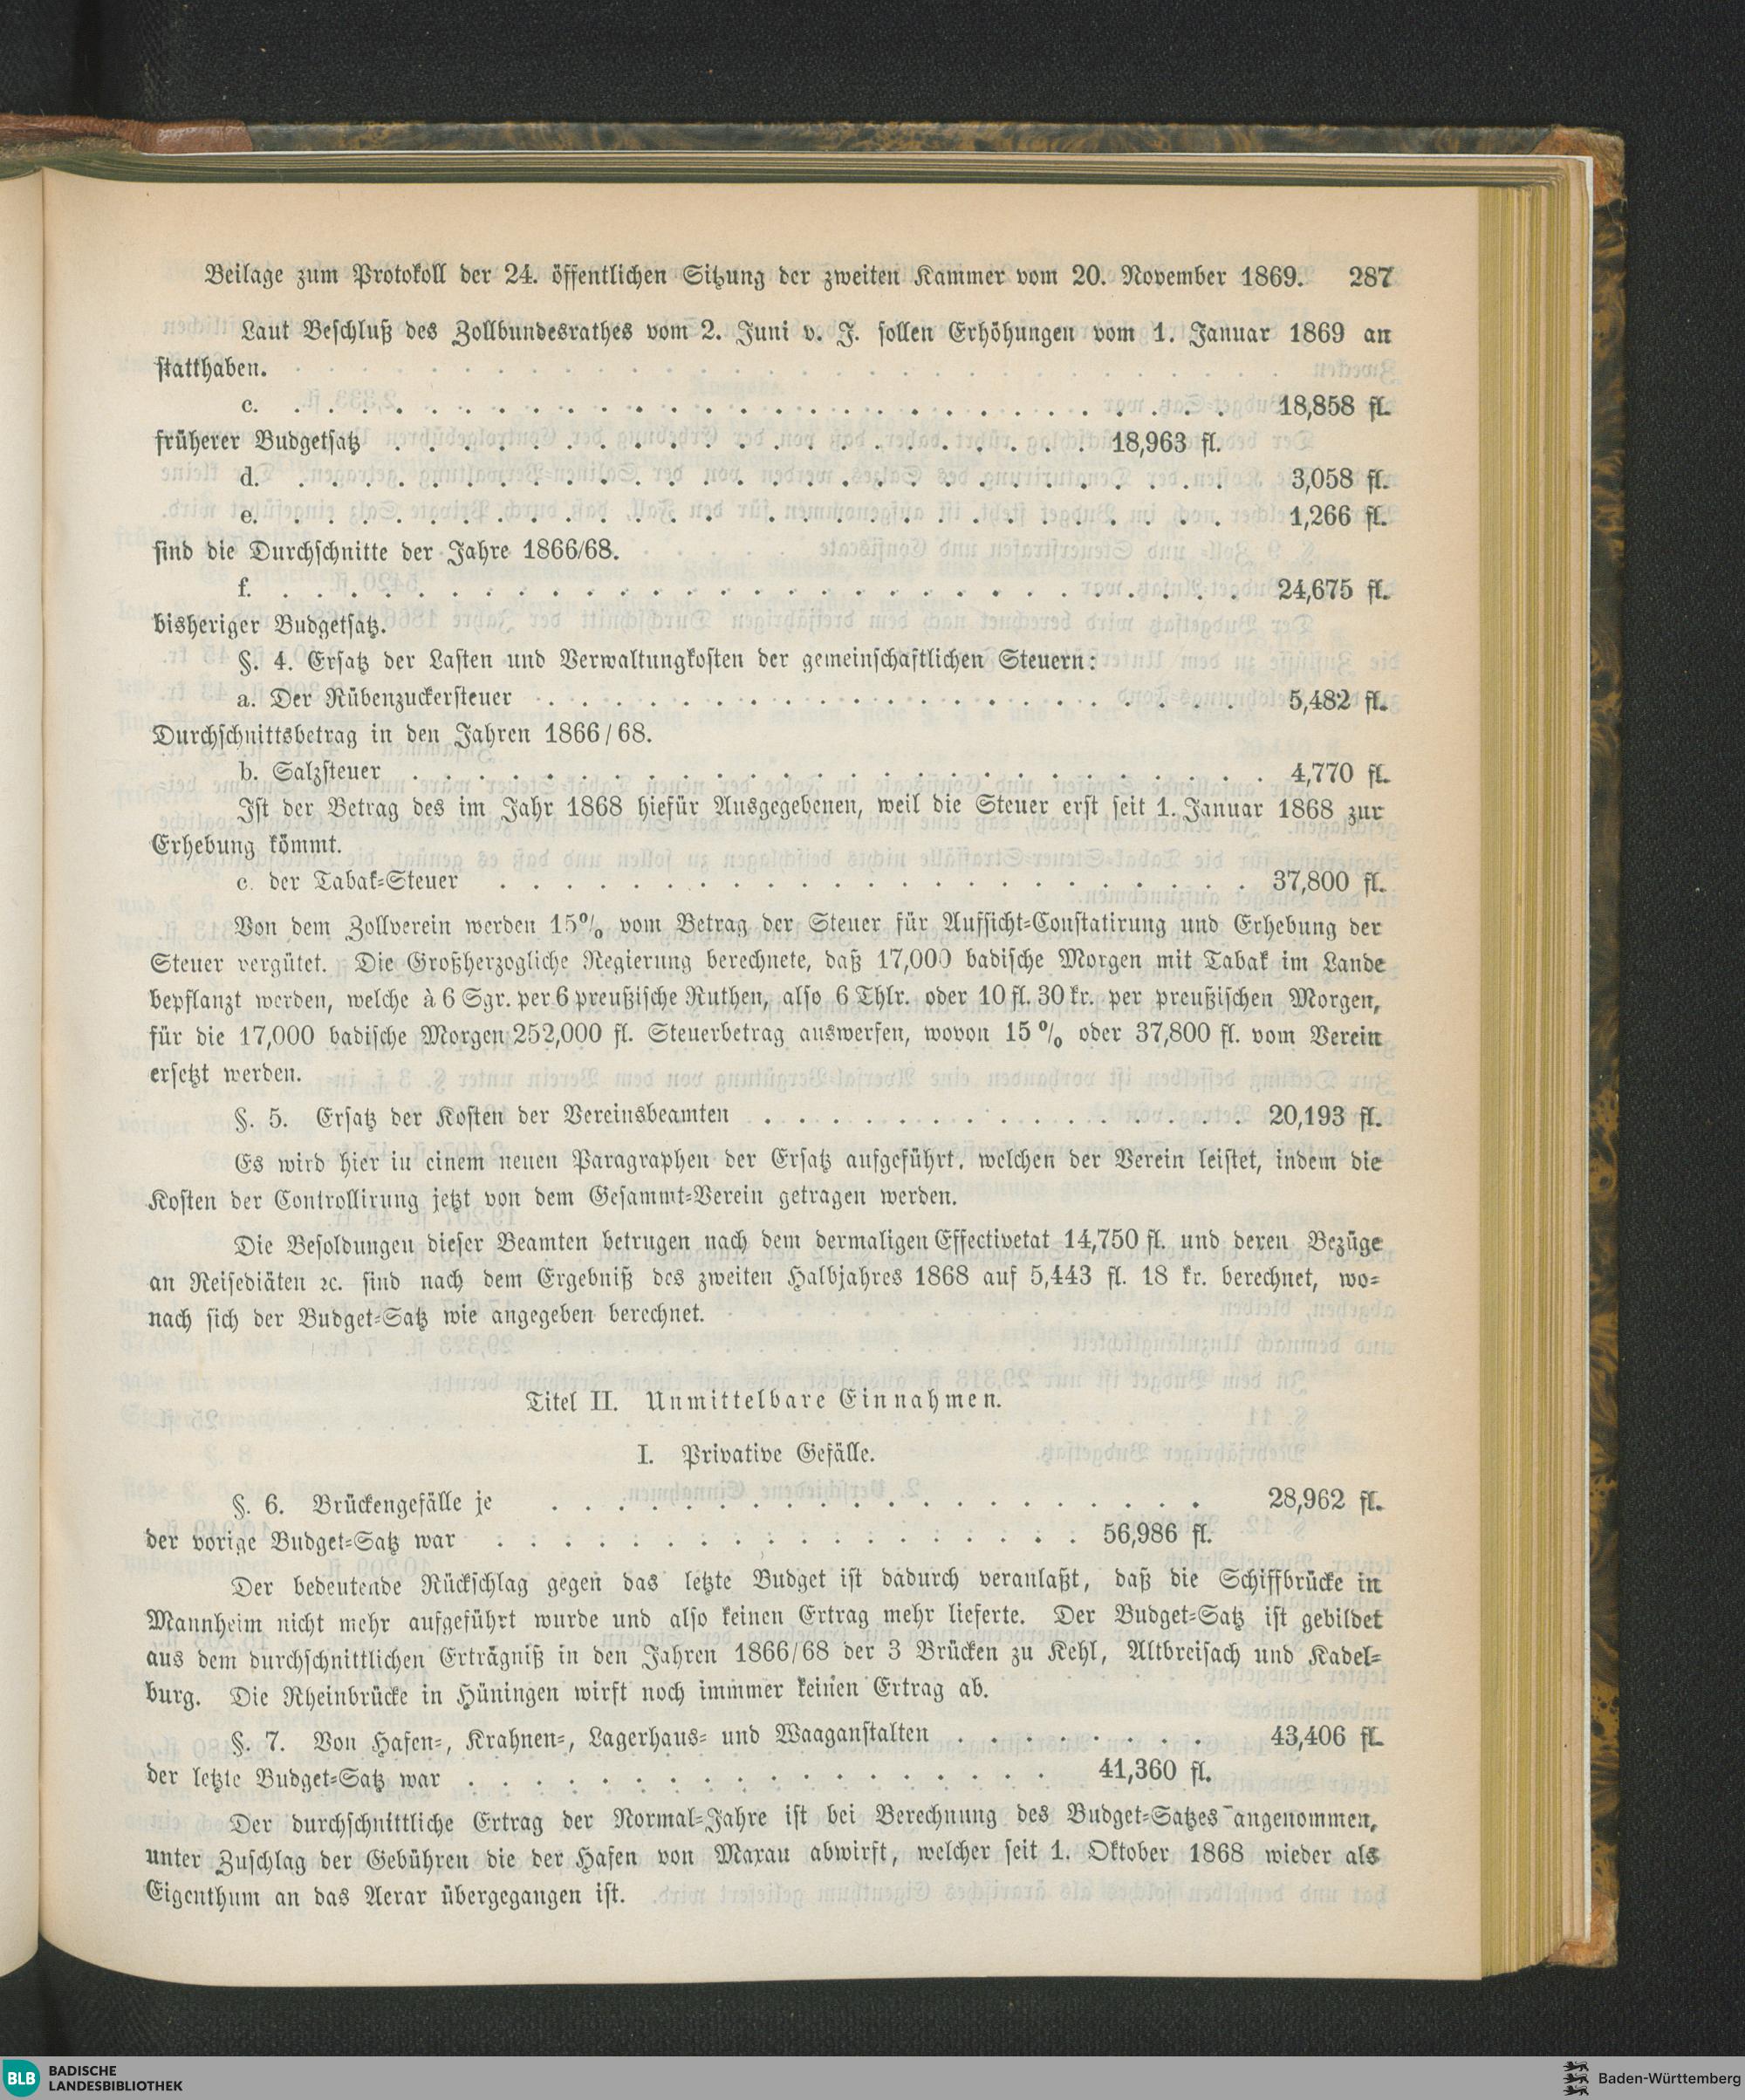 Beilage zum Protokoll der 24. öffentlichen Sitzung der zweiten Kammer vom 20. November 1869. 287
Laut Beschluß des Zollbundesrathes vom 2. Juni v. J. sollen Erhöhungen vom 1. Januar 1869 an
statthaben.
c. . . . . . . . . . . . . . . . . . . . . . . . . . . . . 18,858 fl.
früherer Budgetsatz . . . . . . . . . . . . . . . . . . . . . 18,963 fl.
d. . . . . . . . . . . . . . . . . . . . . . . . . . . . . 3,058 fl.
e. . . . . . . . . . . . . . . . . . . . . . . . . . . . . 1,266 fl.
sind die Durchschnitte der Jahre 1866/68.
f. . . . . . . . . . . . . . . . . . . . . . . . . . . . . 24,675 fl.
bisheriger Budgetsatz.
§. 4. Ersatz der Lasten und Verwaltungkosten der gemeinschaftlichen Steuern:
a. Der Rübenzuckersteuer . . . . . . . . . . . . . . . . . . . . . 5,482 fl.
Durchschnittsbetrag in den Jahren 1866/68.
b. Salzsteuer . . . . . . . . . . . . . . . . . . . . . . . . . . 4,770 fl.
Ist der Betrag des im Jahr 1868 hiefür Ausgegebenen, weil die Steuer erst seit 1. Januar 1868 zur
Erhebung kömmt.
c. der Tabak-Steuer . . . . . . . . . . . . . . . . . . . . . . . 37,800 fl.
Von dem Zollverein werden 15% vom Betrag der Steuer für Aufsicht-Constatirung und Erhebung der
Steuer vergütet. Die Großherzogliche Regierung berechnete, daß 17,000 badische Morgen mit Tabak im Lande
bepflanzt werden, welche à 6 Sgr. per 6 preußische Ruthen, also 6 Thlr. oder 10 fl. 30 kr. per preußischen Morgen,
für die 17,000 badische Morgen 252,000 fl. Steuerbetrag auswerfen, wovon 15 % oder 37,800 fl. vom Verein
ersetzt werden.
§. 5. Ersatz der Kosten der Vereinsbeamten . . . . . . . . . . . . . . . 20,193 fl.
Es wird hier in einem neuen Paragraphen der Ersatz aufgeführt, welchen der Verein leistet, indem die
Kosten der Controllirung jetzt von dem Gesammt-Verein getragen werden.
Die Besoldungen dieser Beamten betrugen nach dem dermaligen Effectivetat 14,750 fl. und deren Bezüge
an Reisediäten ꝛc. sind nach dem Ergebniß des zweiten Halbjahres 1868 auf 5,443 fl. 18 kr. berechnet, wo-
nach sich der Budget-Satz wie angegeben berechnet.
Titel II. Unmittelbare Einnahmen.
I. Privative Gefälle.
§. 6. Brückengefälle je . . . . . . . . . . . . . . . . . . . . 28,962 fl.
der vorige Budget-Satz war . . . . . . . . . . . . . . . . . . 56,986 fl.
Der bedeutende Rückschlag gegen das letzte Budget ist dadurch veranlaßt, daß die Schiffbrücke in
Mannheim nicht mehr aufgeführt wurde und also keinen Ertrag mehr lieferte. Der Budget-Satz ist gebildet
aus dem durchschnittlichen Erträgniß in den Jahren 1866/68 der 3 Brücken zu Kehl, Altbreisach und Kadel-
burg. Die Rheinbrücke in Hüningen wirft noch immmer keinen Ertrag ab.
§. 7. Von Hafen-, Krahnen-, Lagerhaus- und Waaganstalten . . . . . . . . 43,406 fl.
der letzte Budget-Satz war . . . . . . . . . . . . . . . . . . 41,360 fl.
Der durchschnittliche Ertrag der Normal-Jahre ist bei Berechnung des Budget-Satzes angenommen,
unter Zuschlag der Gebühren die der Hafen von Maxau abwirft, welcher seit 1. Oktober 1868 wieder als
Eigenthum an das Aerar übergegangen ist.
BLB BADISCHE
LANDESBIBLIOTHEK
Baden-Württemberg